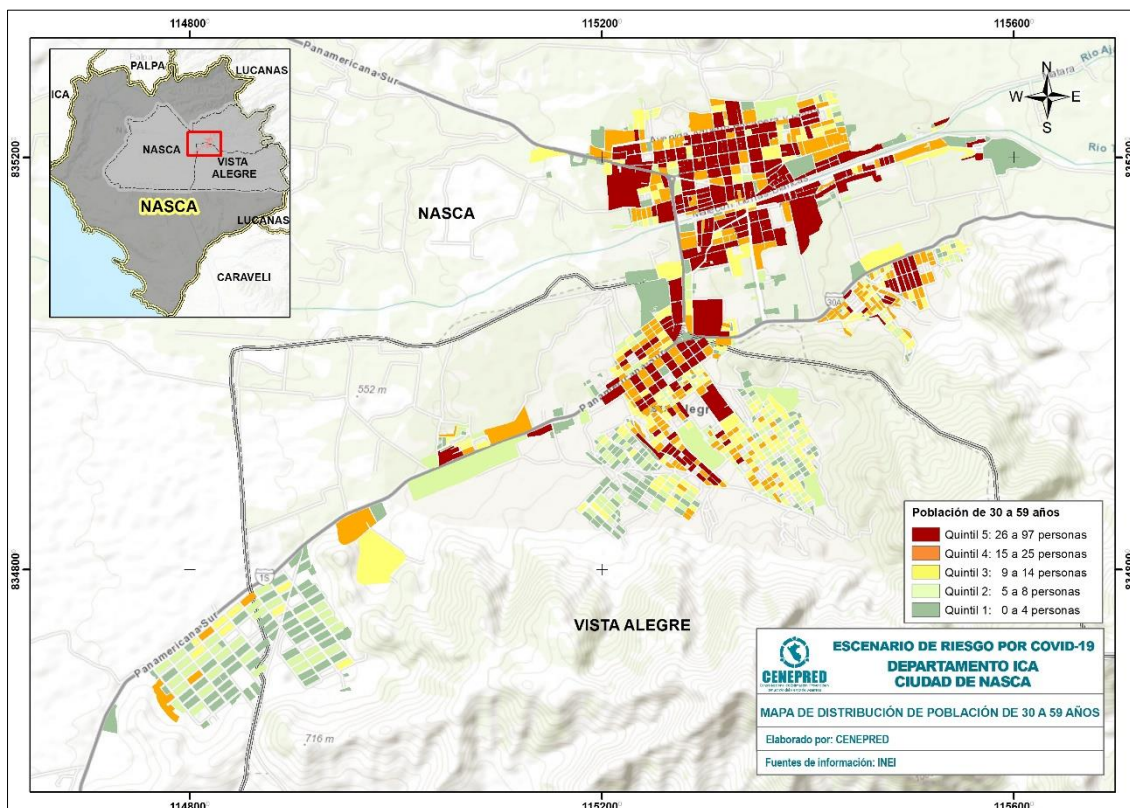 114800
115200
115600
835200
834800
PALPA
LUCANAS
ICA
NASCA
VISTA
ALEGRE
NASCA
LUCANAS
CARAVELI
Panamericana Sur
N
W E
S
NASCA
30A
552 m
15
Panamericana Sur
VISTA ALEGRE
716 m
Población de 30 a 59 años
Quintil 5: 26 a 97 personas
Quintil 4: 15 a 25 personas
Quintil 3: 9 a 14 personas
Quintil 2: 5 a 8 personas
Quintil 1: 0 a 4 personas
CENEPRED
ESCENARIO DE RIESGO POR COVID-19
DEPARTAMENTO ICA
CIUDAD DE NASCA
MAPA DE DISTRIBUCIÓN DE POBLACIÓN DE 30 A 59 AÑOS
Elaborado por: CENEPRED
Fuentes de información: INEI
834800
114800
115200
115600